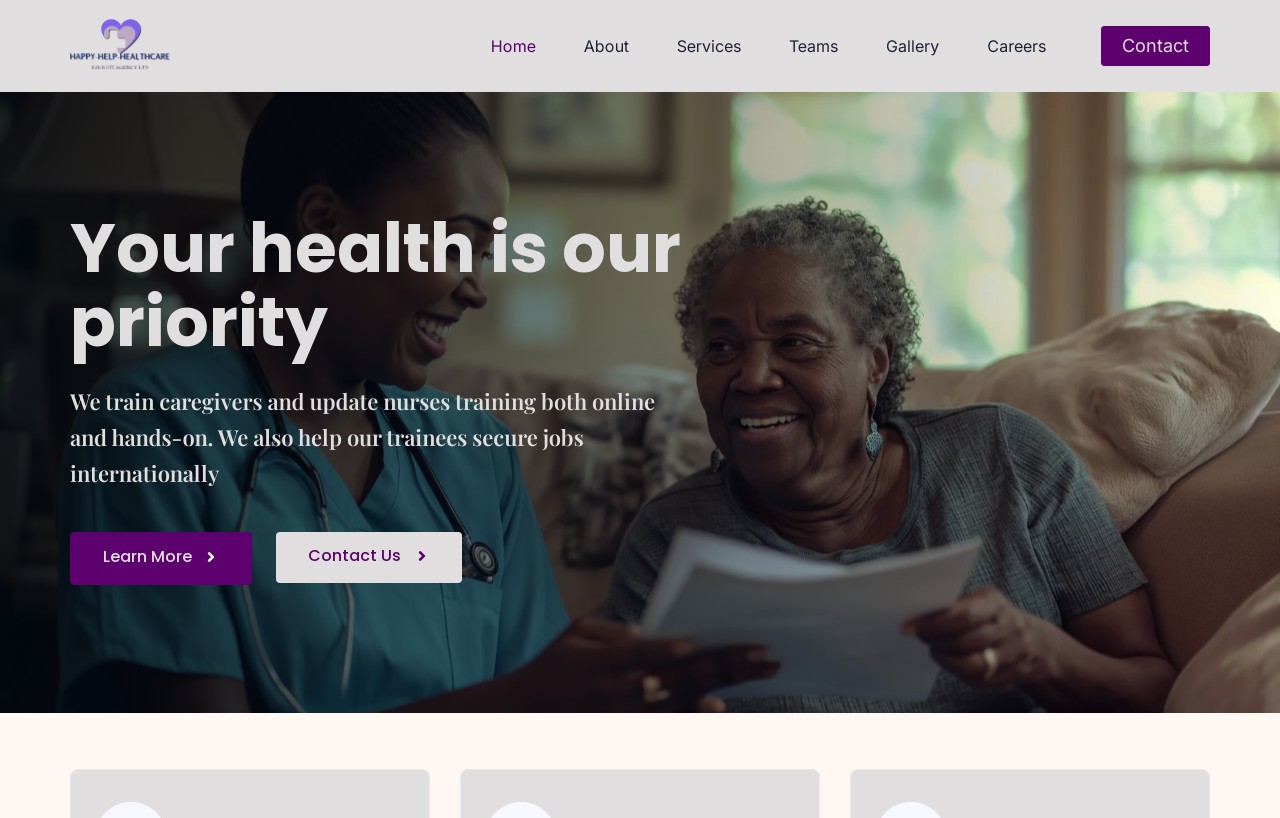 HAPPY-HELP-HEALTHCARE
Home
About
Services
Teams
Gallery
Careers
Contact
Your health is our
priority
We train caregivers and update nurses training both online
and hands-on. We also help our trainees secure jobs
internationally
Learn More
Contact Us